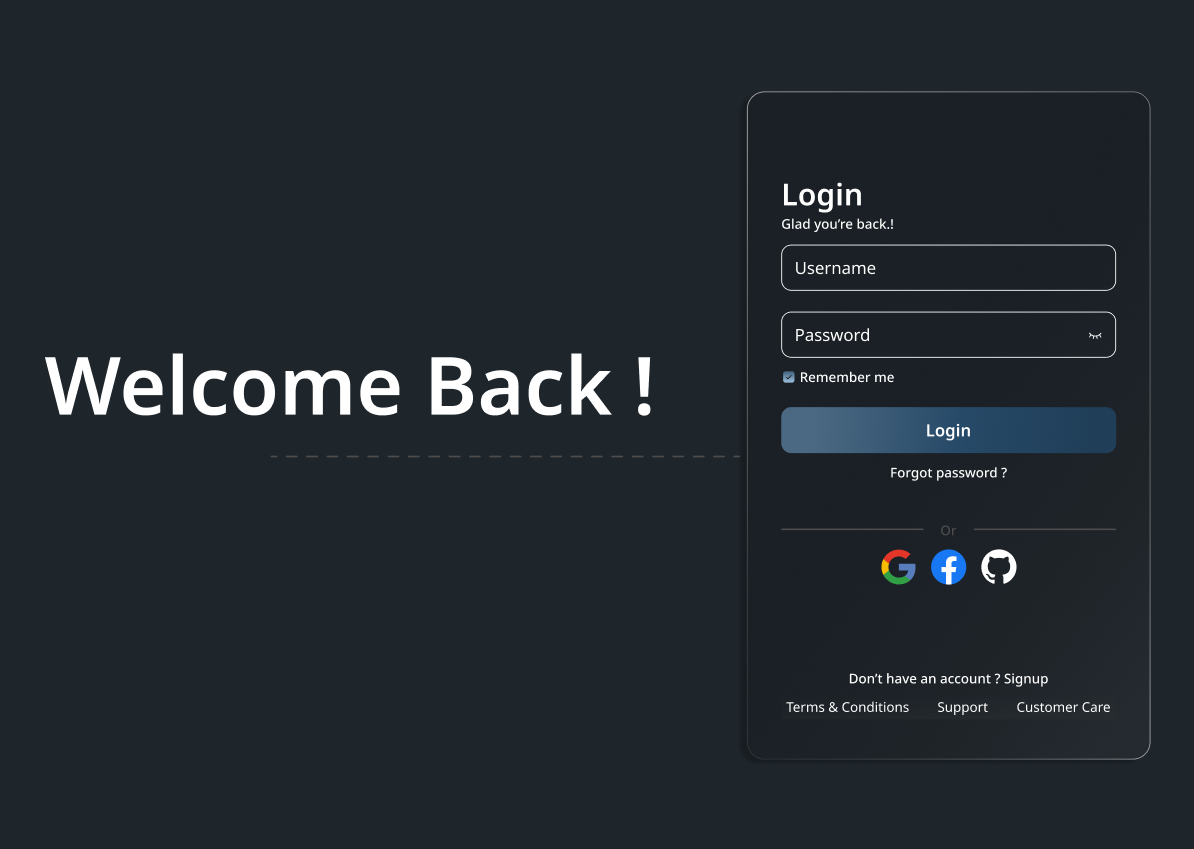 Welcome Back !
Login
Glad you’re back.!
Username
Password
Remember me
Login
Forgot password ?
Or
Don’t have an account ? Signup
Terms & Conditions Support Customer Care